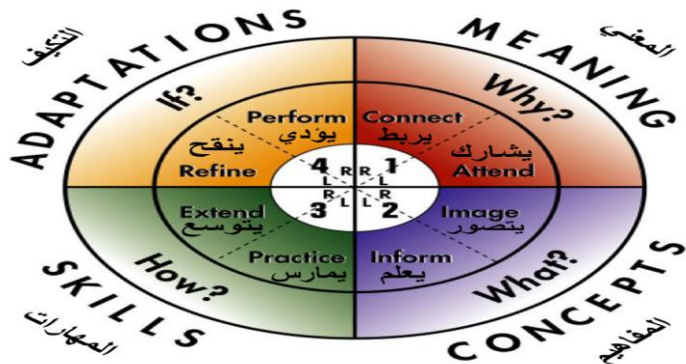 ADAPTATIONS
التكيف
MEANING
المعني
If?
Why?
Perform
يؤدي
Connect
يربط
ينقح
Refine
يشارك
Attend
4
R
L
R
1
L
R
L
3
R
L
2
Extend
يتوسع
Image
يتصور
Practice
يمارس
Inform
يعلم
How?
What?
SKILLS
المهارات
CONCEPTS
المفاهيم